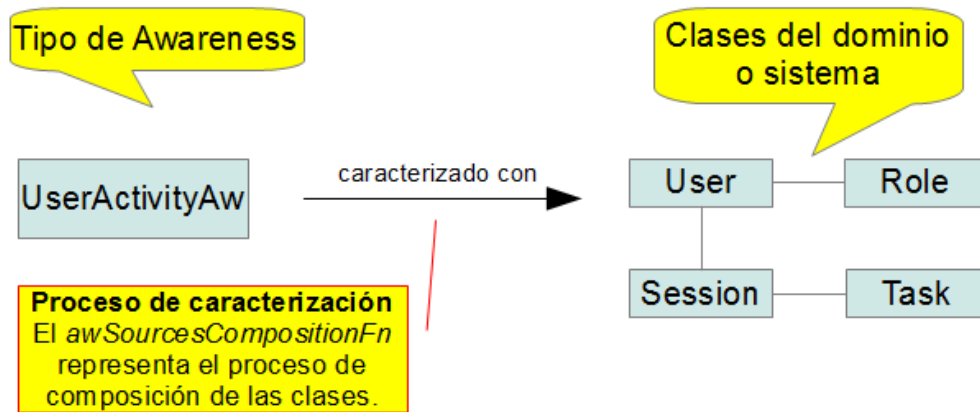 Tipo de Awareness
Clases del dominio
o sistema
caracterizado con
UserActivityAw
User
Role
Session
Task
Proceso de caracterización
El awSourcesCompositionFn
representa el proceso de
composición de las clases.